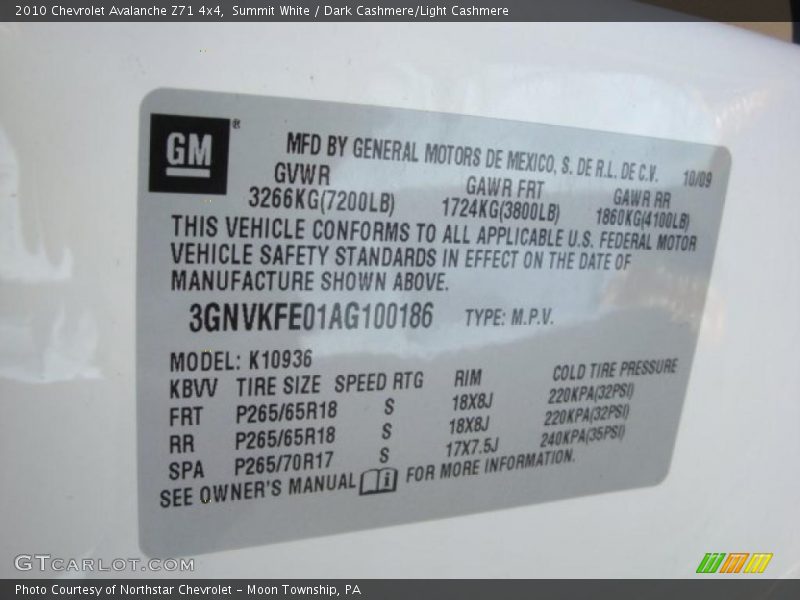 2010 Chevrolet Avalanche Z71 4x4, Summit White / Dark Cashmere/Light Cashmere
GM ®
MFD BY GENERAL MOTORS DE MEXICO, S. DE R.L. DE C.V. 10/09
GVWR GAWR FRT GAWR RR
3266KG(7200LB) 1724KG(3800LB) 1860KG(4100LB)
THIS VEHICLE CONFORMS TO ALL APPLICABLE U.S. FEDERAL MOTOR
VEHICLE SAFETY STANDARDS IN EFFECT ON THE DATE OF
MANUFACTURE SHOWN ABOVE.
3GNVKFE01AG100186 TYPE: M.P.V.
MODEL: K10936
KBVV TIRE SIZE SPEED RTG RIM COLD TIRE PRESSURE
FRT P265/65R18 S 18X8J 220KPA(32PSI)
RR P265/65R18 S 18X8J 220KPA(32PSI)
SPA P265/70R17 S 17X7.5J 240KPA(35PSI)
SEE OWNER'S MANUAL FOR MORE INFORMATION.
GTCARLOT.COM
Photo Courtesy of Northstar Chevrolet - Moon Township, PA